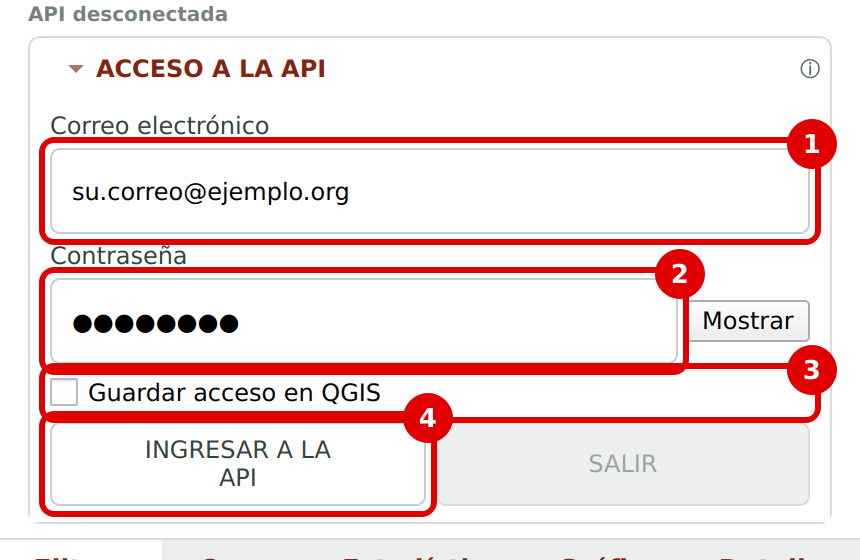 API desconectada
ACCESO A LA API ⓘ
Correo electrónico
1
su.correo@ejemplo.org
Contraseña
2
●●●●●●●●
Mostrar
3
Guardar acceso en QGIS
4
INGRESAR A LA
API
SALIR